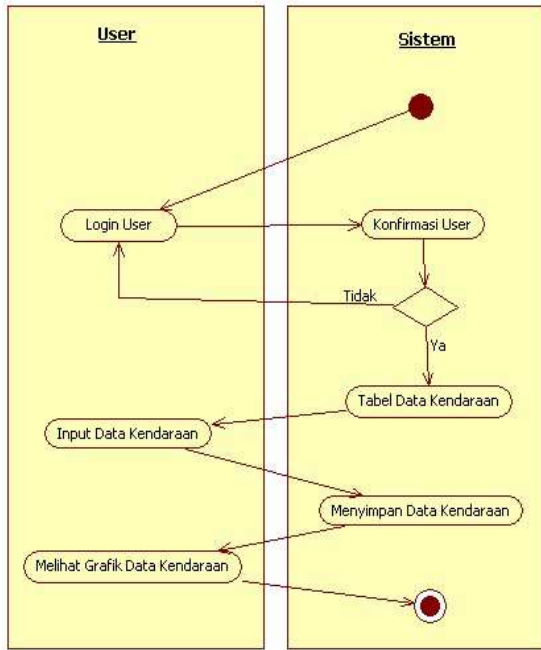 User
Sistem
Login User
Konfirmasi User
Tidak
Ya
Tabel Data Kendaraan
Input Data Kendaraan
Menyimpan Data Kendaraan
Melihat Grafik Data Kendaraan